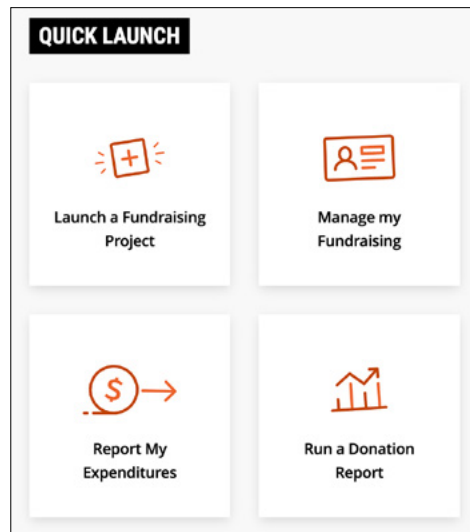 QUICK LAUNCH
Launch a Fundraising
Project
Manage my
Fundraising
$
Report My
Expenditures
Run a Donation
Report